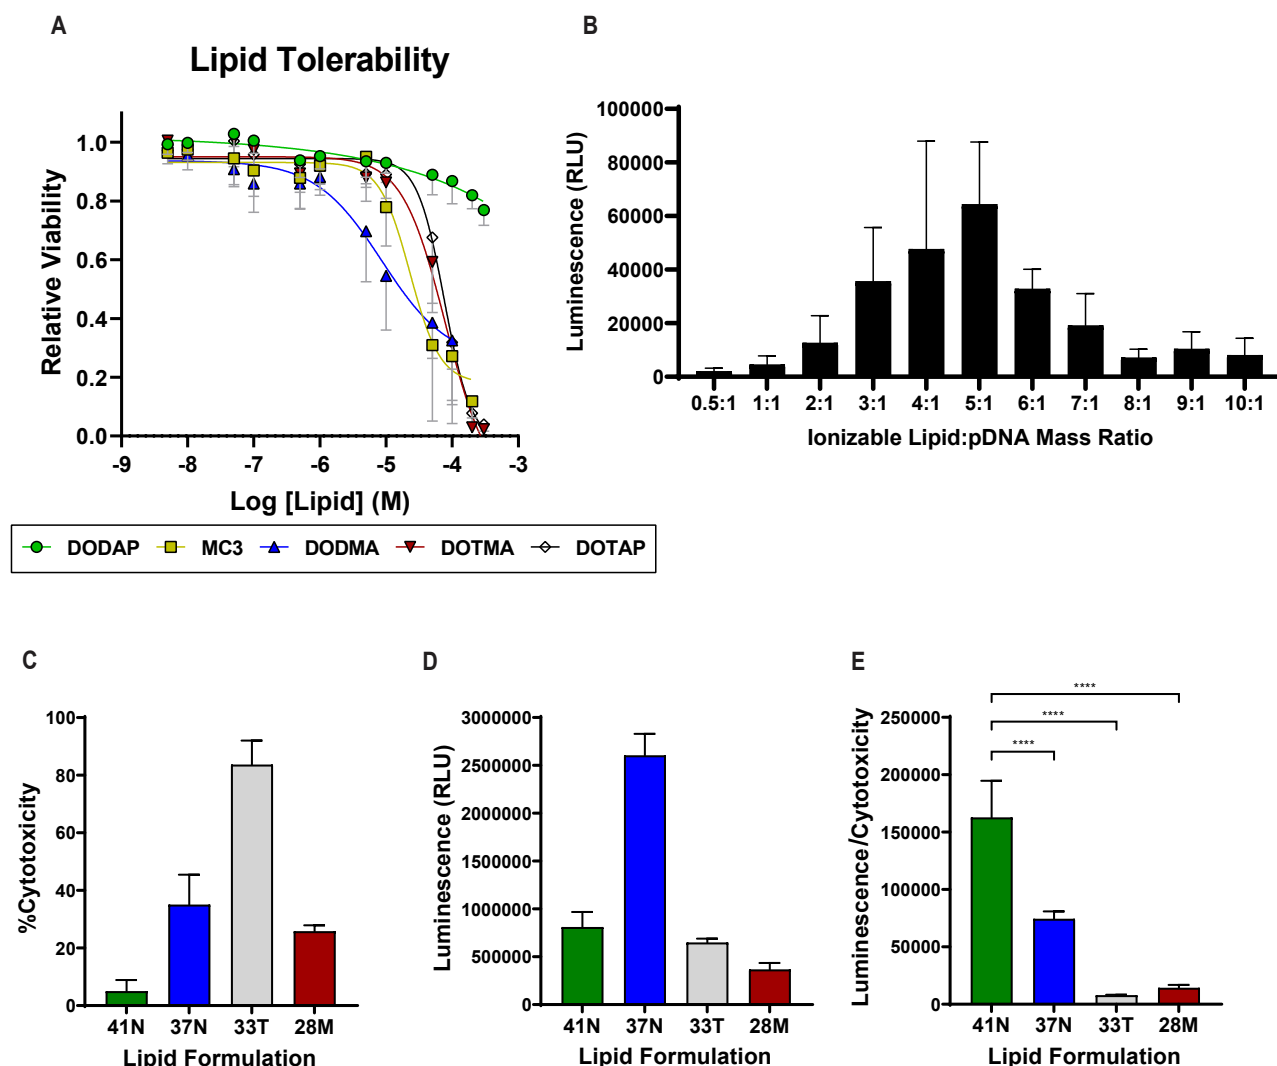 A
Lipid Tolerability
1.0
0.8
0.6
0.4
0.2
0.0
-9 -8 -7 -6 -5 -4 -3
Relative Viability
Log [Lipid] (M)
DODAP MC3 DODMA DOTMA DOTAP
B
100000
80000
60000
40000
20000
0
Luminescence (RLU)
0.5:1 1:1 2:1 3:1 4:1 5:1 6:1 7:1 8:1 9:1 10:1
Ionizable Lipid:pDNA Mass Ratio
C
100
80
60
40
20
0
%Cytotoxicity
41N 37N 33T 28M
Lipid Formulation
D
3000000
2500000
2000000
1500000
1000000
500000
0
Luminescence (RLU)
41N 37N 33T 28M
Lipid Formulation
E
****
****
****
250000
200000
150000
100000
50000
0
Luminescence/Cytotoxicity
41N 37N 33T 28M
Lipid Formulation